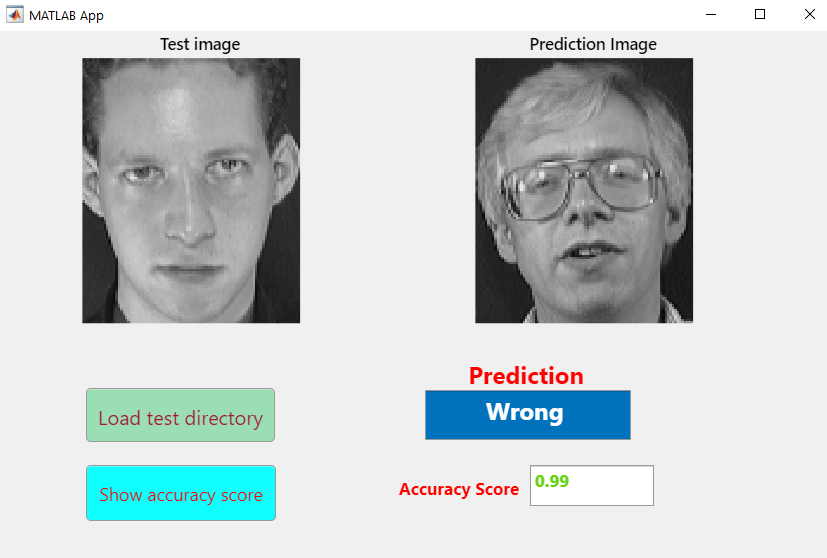 MATLAB App
Test image
Prediction Image
Prediction
Load test directory
Wrong
Show accuracy score
Accuracy Score
0.99